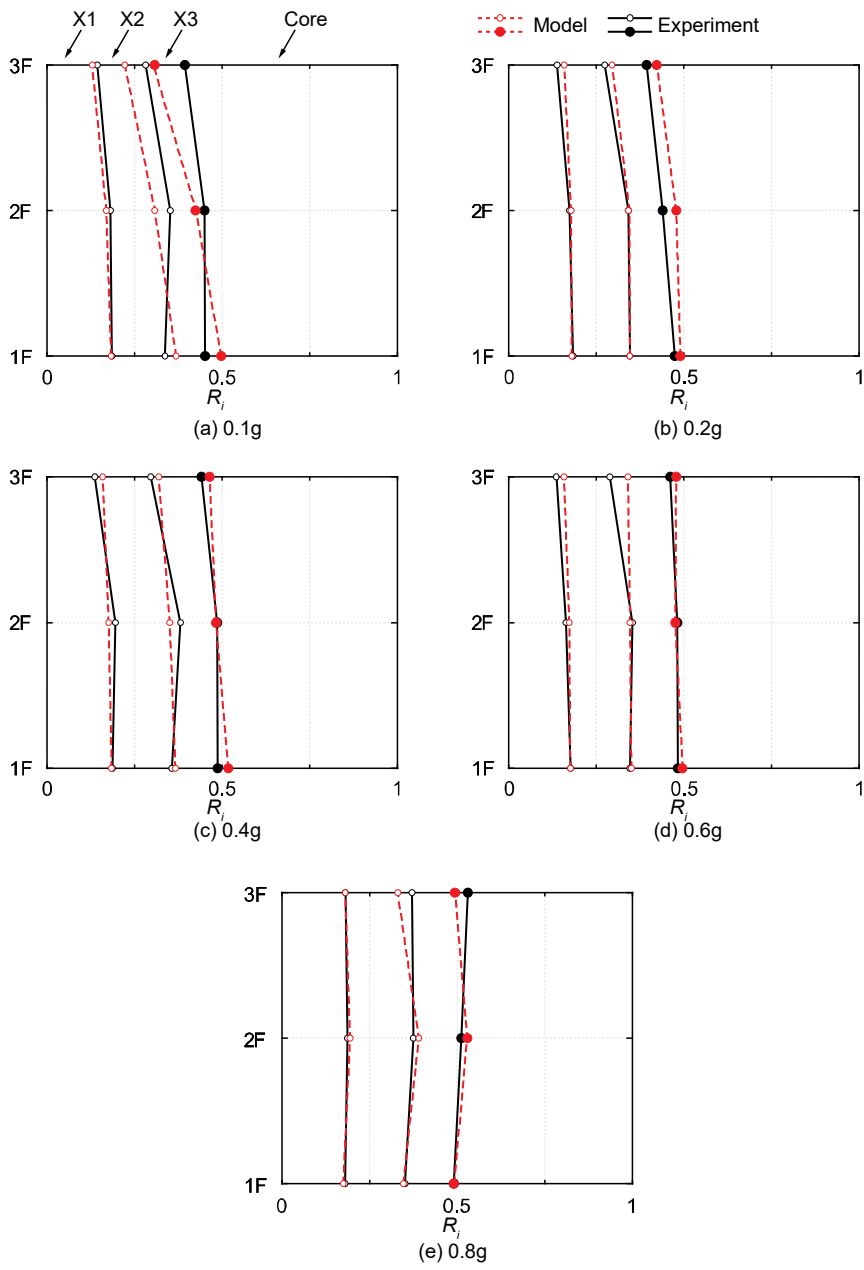 X1 X2 X3 Core Model Experiment
3F 3F
2F 2F
1F 1F
0 0.5 1 0 0.5 1
R_i R_i
(a) 0.1g (b) 0.2g
3F 3F
2F 2F
1F 1F
0 0.5 1 0 0.5 1
R_i R_i
(c) 0.4g (d) 0.6g
3F
2F
1F
0 0.5 1
R_i
(e) 0.8g